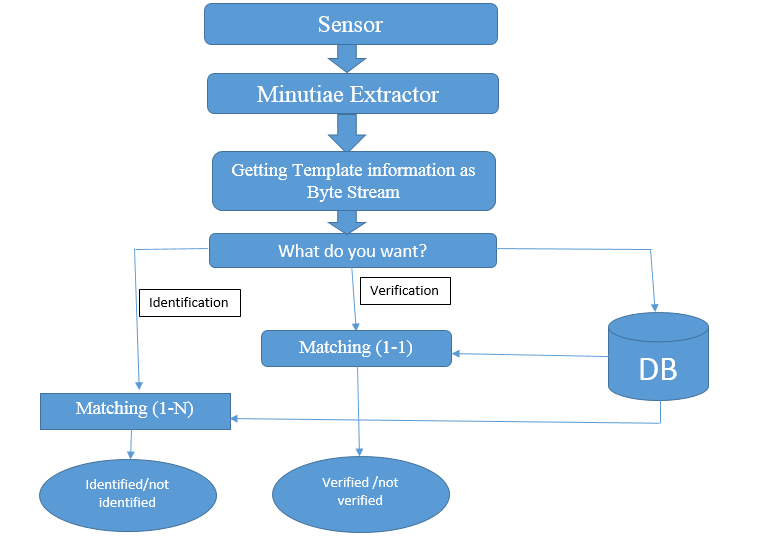 Sensor
Minutiae Extractor
Getting Template information as
Byte Stream
What do you want?
Identification
Verification
Matching (1-1)
DB
Matching (1-N)
Identified/not
identified
Verified /not
verified